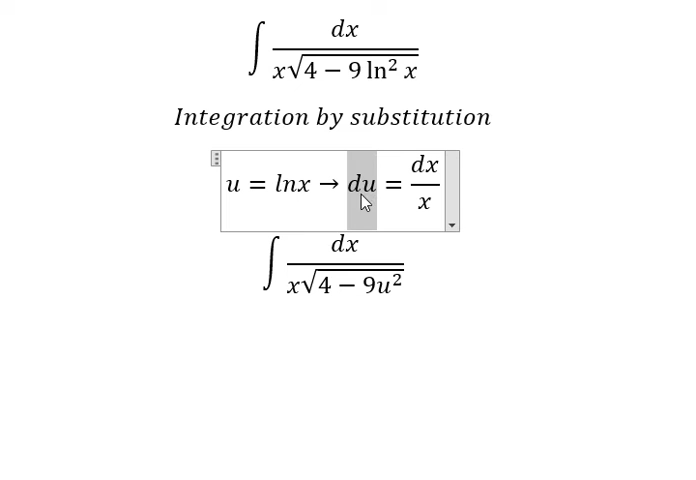 ∫ dx / (x√(4 − 9 ln² x))
Integration by substitution
u = lnx → du = dx / x
∫ dx / (x√(4 − 9u²))